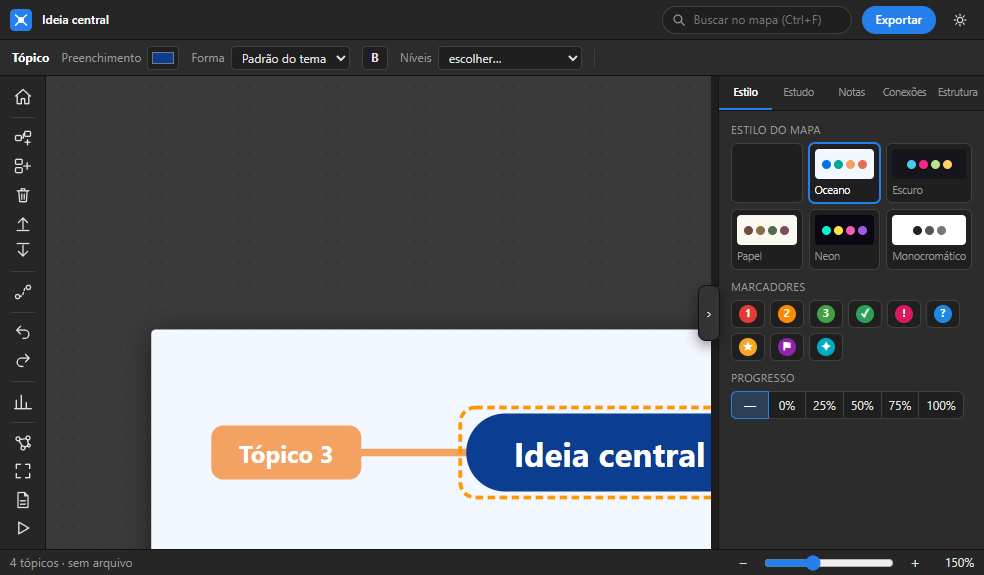 Ideia central
Buscar no mapa (Ctrl+F)
Exportar
Tópico
Preenchimento
Forma
Padrão do tema
B
Níveis
escolher...
Estilo
Estudo
Notas
Conexões
Estrutura
ESTILO DO MAPA
Oceano
Escuro
Papel
Neon
Monocromático
MARCADORES
1
2
3
!
?
PROGRESSO
—
0%
25%
50%
75%
100%
Tópico 3
Ideia central
4 tópicos · sem arquivo
150%